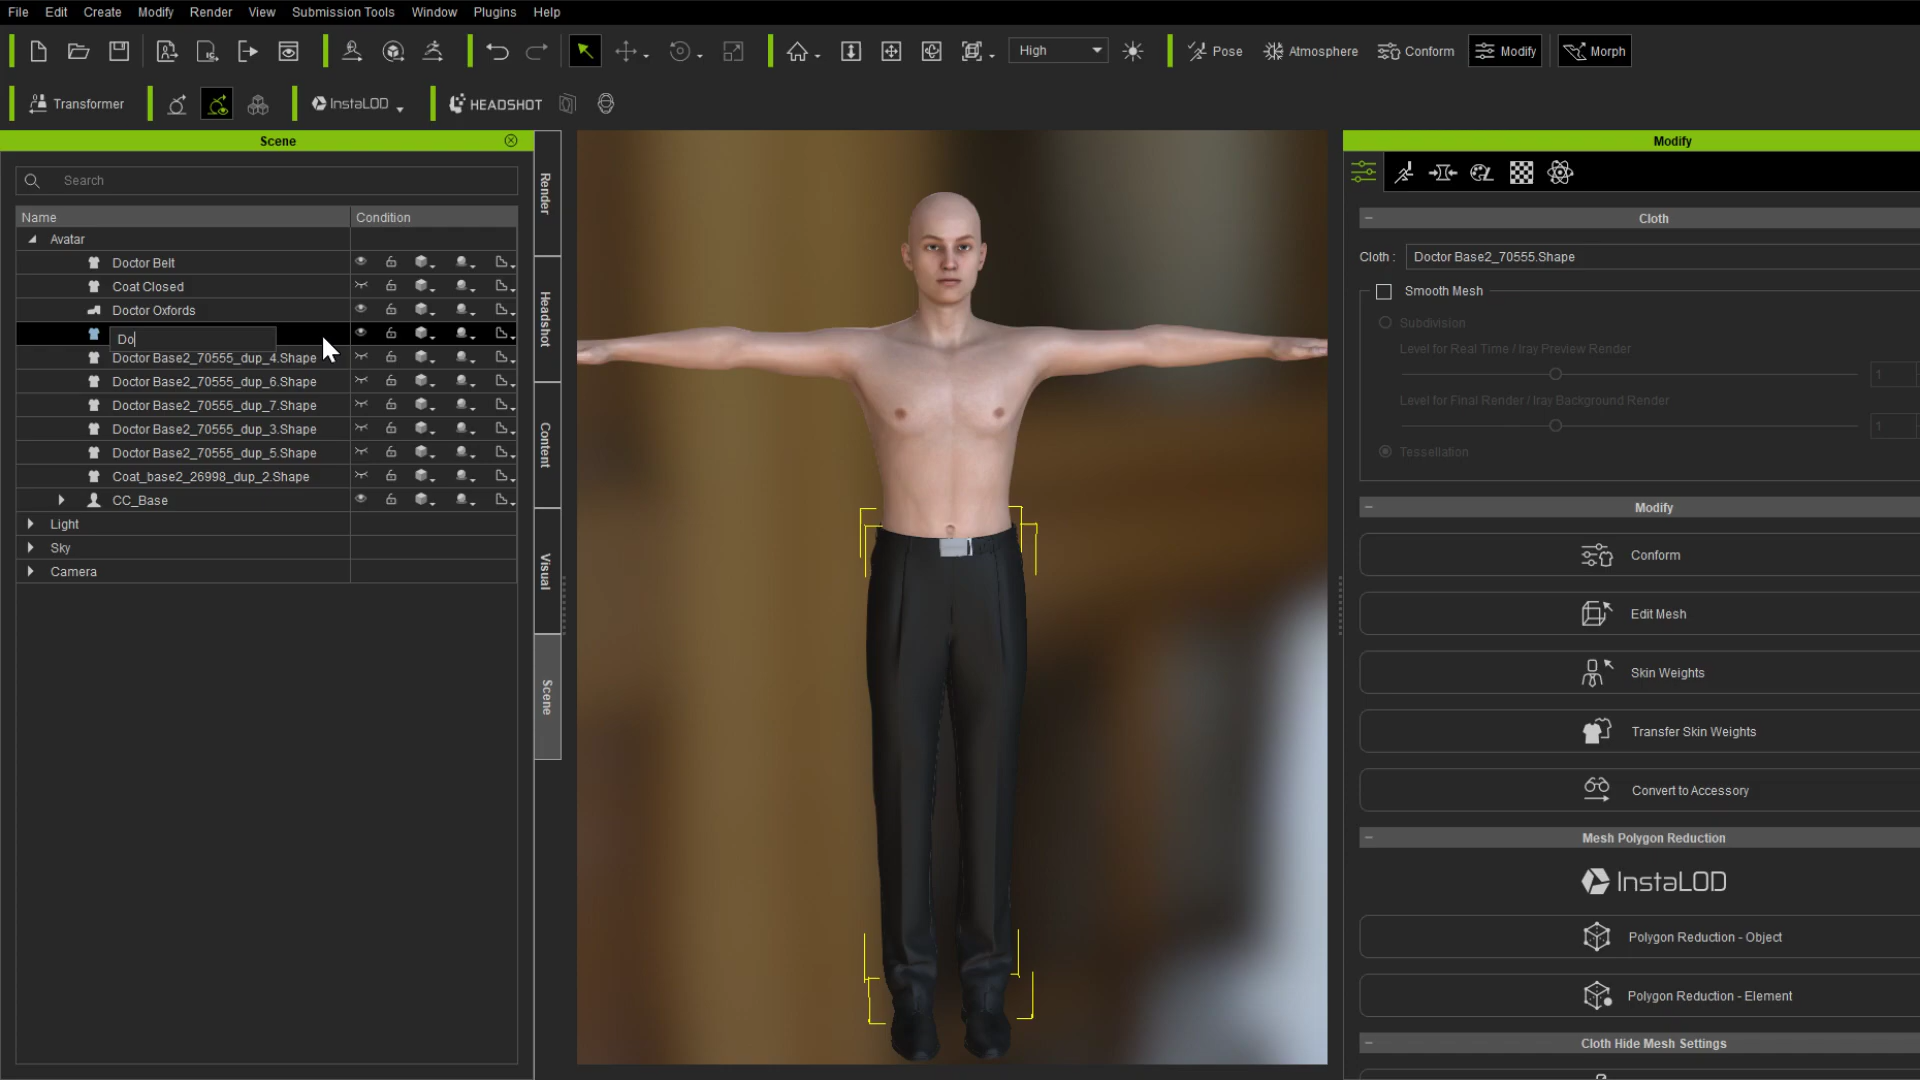 File Edit Create Modify Render View Submission Tools Window Plugins Help
High Pose Atmosphere Conform Modify Morph
Transformer InstaLOD HEADSHOT
Scene
Search
Name Condition
Avatar
Doctor Belt
Coat Closed
Doctor Oxfords
Do
Doctor Base2_70555_dup_4.Shape
Doctor Base2_70555_dup_6.Shape
Doctor Base2_70555_dup_7.Shape
Doctor Base2_70555_dup_3.Shape
Doctor Base2_70555_dup_5.Shape
Coat_base2_26998_dup_2.Shape
CC_Base
Light
Sky
Camera
Render
Headshot
Content
Visual
Scene
Modify
Cloth
Cloth : Doctor Base2_70555.Shape
Smooth Mesh
Subdivision
Level for Real Time / Iray Preview Render
1
Level for Final Render / Iray Background Render
1
Tessellation
Modify
Conform
Edit Mesh
Skin Weights
Transfer Skin Weights
Convert to Accessory
Mesh Polygon Reduction
InstaLOD
Polygon Reduction - Object
Polygon Reduction - Element
Cloth Hide Mesh Settings